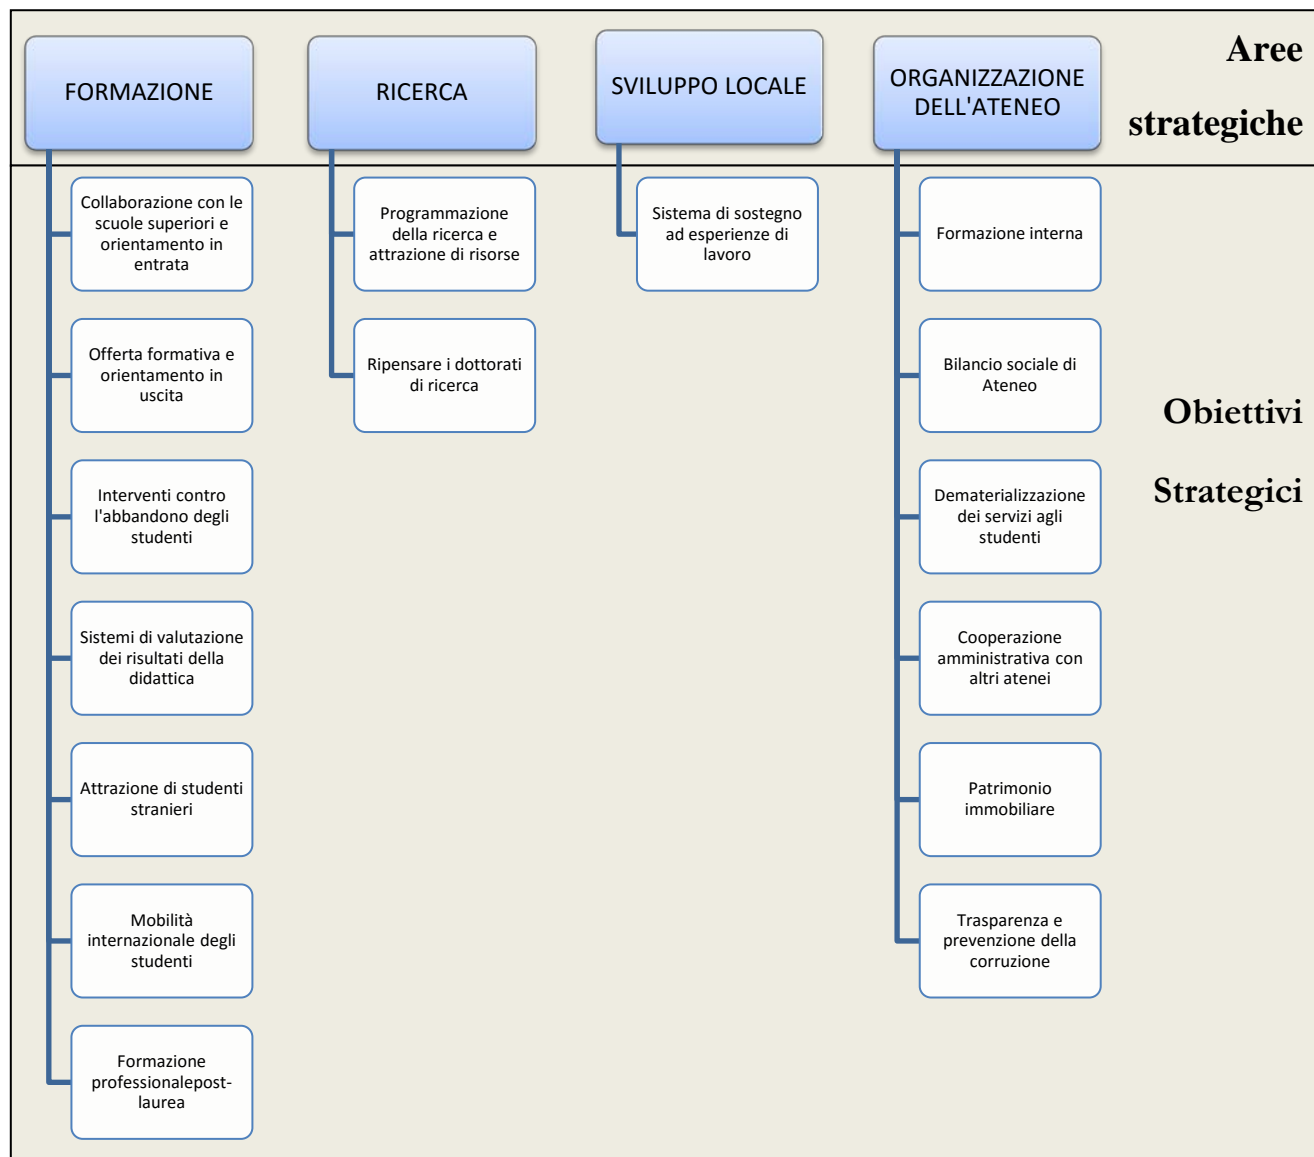 FORMAZIONE
RICERCA
SVILUPPO LOCALE
ORGANIZZAZIONE
DELL'ATENEO
Aree
strategiche
Collaborazione con le
scuole superiori e
orientamento in
entrata
Offerta formativa e
orientamento in
uscita
Interventi contro
l'abbandono degli
studenti
Sistemi di valutazione
dei risultati della
didattica
Attrazione di studenti
stranieri
Mobilità
internazionale degli
studenti
Formazione
professionalepost-
laurea
Programmazione
della ricerca e
attrazione di risorse
Ripensare i dottorati
di ricerca
Sistema di sostegno
ad esperienze di
lavoro
Formazione interna
Bilancio sociale di
Ateneo
Dematerializzazione
dei servizi agli
studenti
Cooperazione
amministrativa con
altri atenei
Patrimonio
immobiliare
Trasparenza e
prevenzione della
corruzione
Obiettivi
Strategici